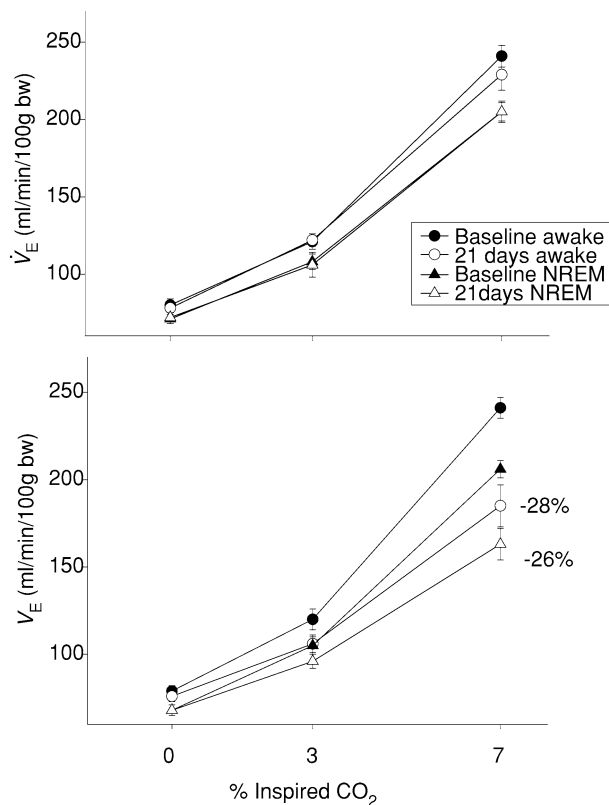 250
200
150
100
V̇E (ml/min/100g bw)
Baseline awake
21 days awake
Baseline NREM
21days NREM
250
200
150
100
VE (ml/min/100g bw)
-28%
-26%
0 3 7
% Inspired CO2